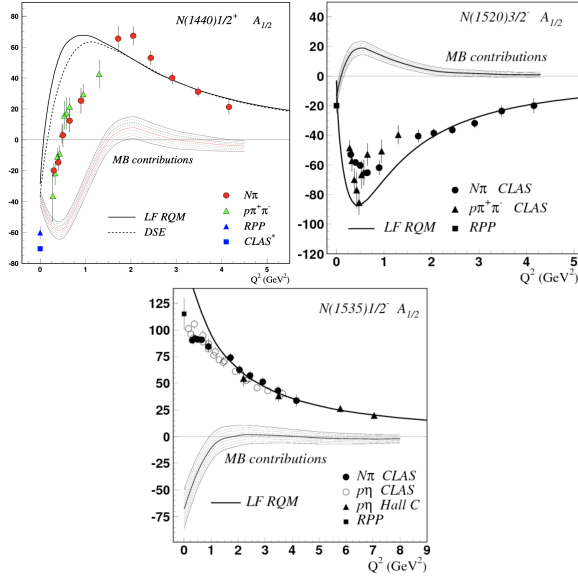 N(1440)1/2⁺ A₁/₂
80
60
40
20
0
-20
-40
-60
-80
MB contributions
LF RQM
DSE
Nπ
pπ⁺π⁻
RPP
CLAS*
0 1 2 3 4 5
Q² (GeV²)
N(1520)3/2⁻ A₁/₂
40
20
0
-20
-40
-60
-80
-100
-120
MB contributions
Nπ CLAS
pπ⁺π⁻ CLAS
LF RQM
RPP
0 1 2 3 4 5
Q² (GeV²)
N(1535)1/2⁻ A₁/₂
125
100
75
50
25
0
-25
-50
-75
MB contributions
LF RQM
Nπ CLAS
pη CLAS
pη Hall C
RPP
0 1 2 3 4 5 6 7 8 9
Q² (GeV²)